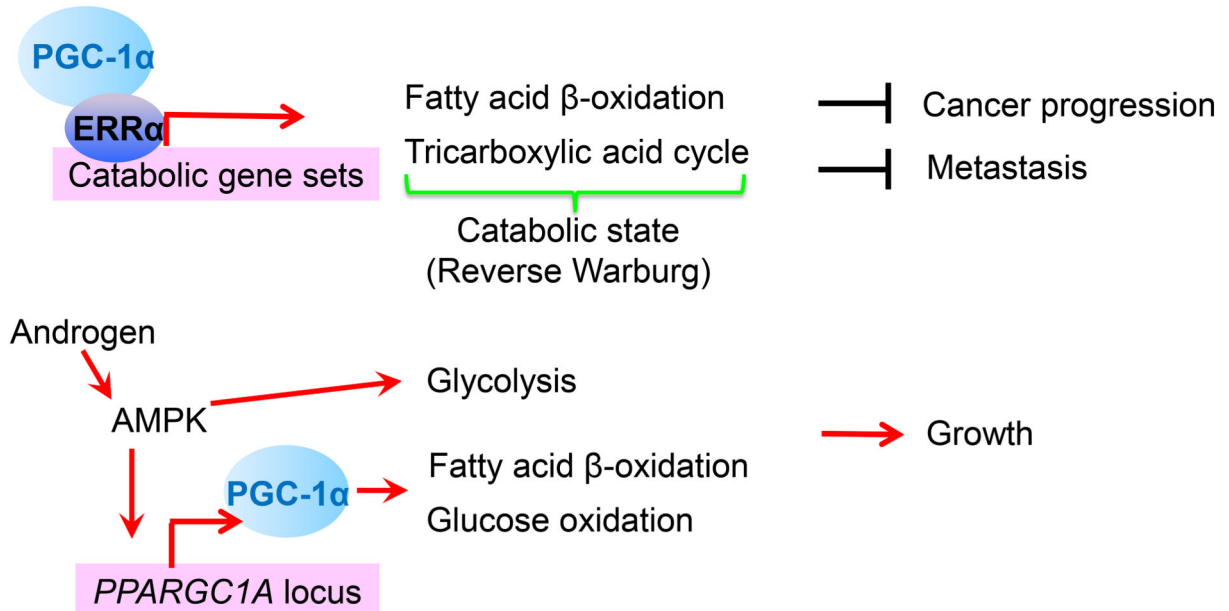 PGC-1α
ERRα
Catabolic gene sets
Fatty acid β-oxidation
Tricarboxylic acid cycle
Catabolic state
(Reverse Warburg)
Cancer progression
Metastasis
Androgen
AMPK
Glycolysis
PGC-1α
Fatty acid β-oxidation
Glucose oxidation
PPARGC1A locus
Growth